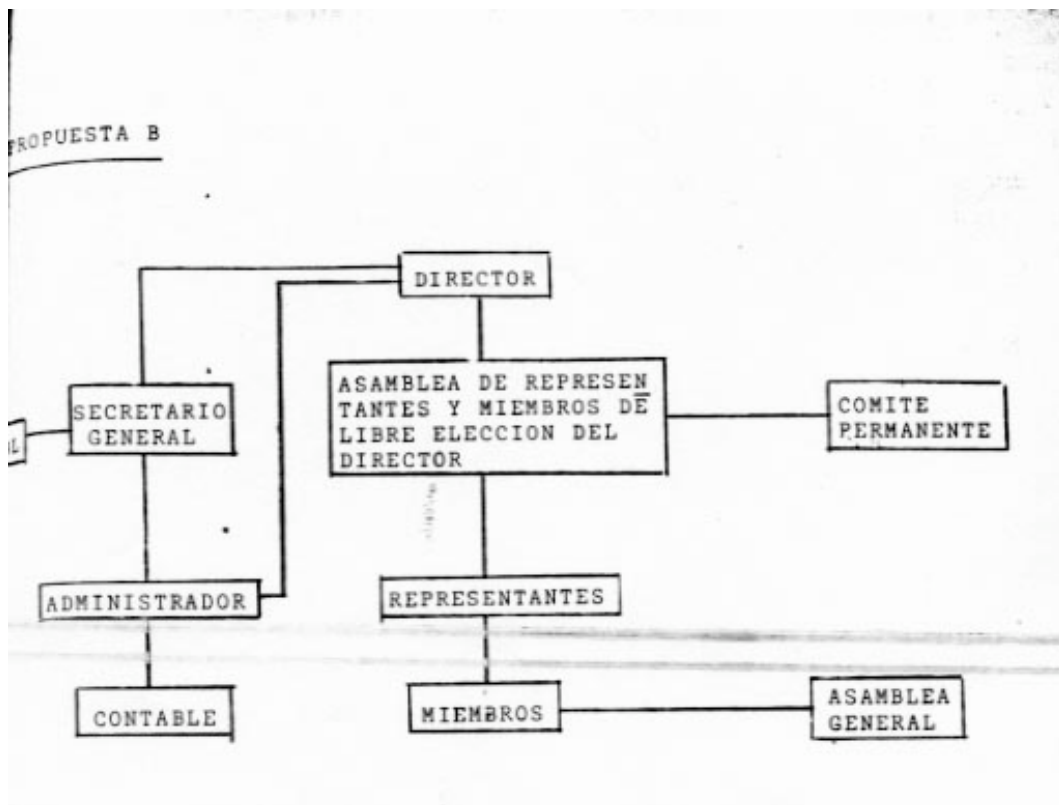 PROPUESTA B
DIRECTOR
SECRETARIO
GENERAL
ASAMBLEA DE REPRESEN
TANTES Y MIEMBROS DE
LIBRE ELECCION DEL
DIRECTOR
COMITE
PERMANENTE
ADMINISTRADOR
REPRESENTANTES
CONTABLE
MIEMBROS
ASAMBLEA
GENERAL